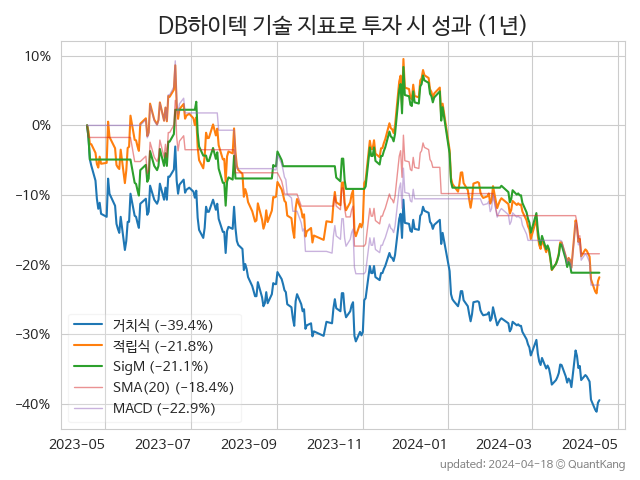 DB하이텍 기술 지표로 투자 시 성과 (1년)
10%
0%
−10%
−20%
−30%
−40%
거치식 (−39.4%)
적립식 (−21.8%)
SigM (−21.1%)
SMA(20) (−18.4%)
MACD (−22.9%)
2023-05 2023-07 2023-09 2023-11 2024-01 2024-03 2024-05
updated: 2024-04-18 © QuantKang